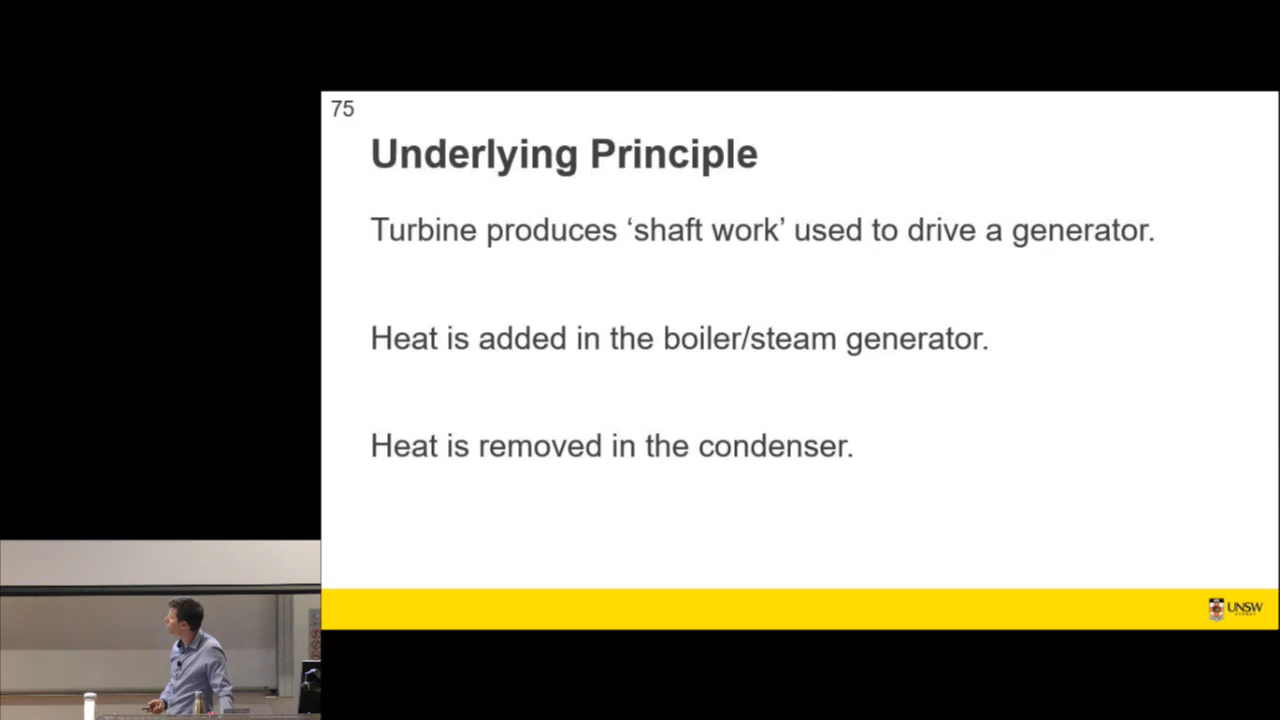 75
Underlying Principle
Turbine produces ‘shaft work’ used to drive a generator.
Heat is added in the boiler/steam generator.
Heat is removed in the condenser.
UNSW
SYDNEY